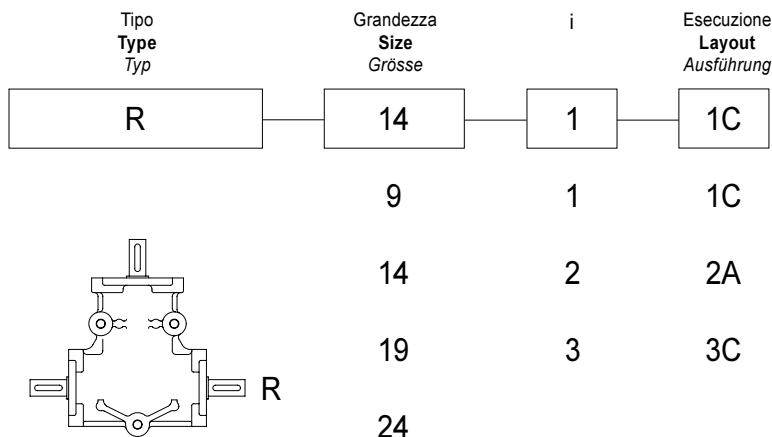 Tipo Grandezza i Esecuzione
Type Size Layout
Typ Grösse Ausführung
R 14 1 1C
9 1 1C
14 2 2A
19 3 3C
R
24